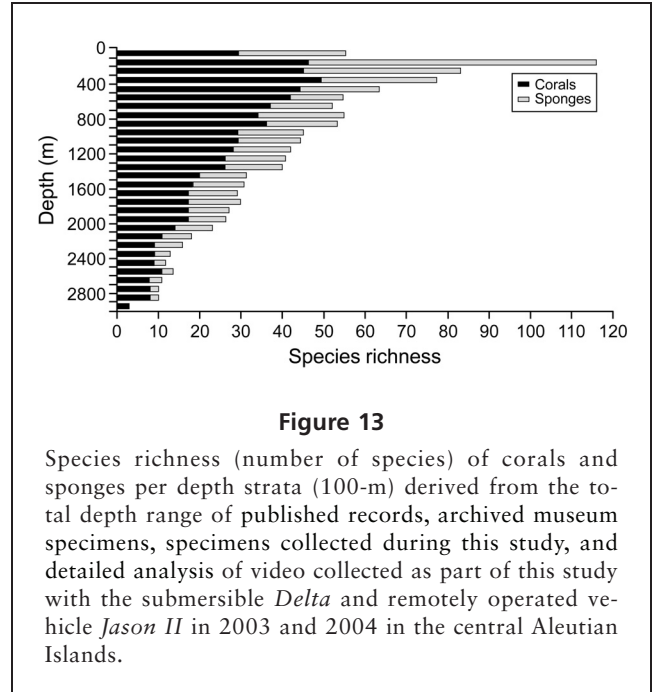 0
400
800
1200
1600
2000
2400
2800
Depth (m)
Corals
Sponges
0 10 20 30 40 50 60 70 80 90 100 110 120
Species richness
Figure 13
Species richness (number of species) of corals and
sponges per depth strata (100-m) derived from the to-
tal depth range of published records, archived museum
specimens, specimens collected during this study, and
detailed analysis of video collected as part of this study
with the submersible Delta and remotely operated ve-
hicle Jason II in 2003 and 2004 in the central Aleutian
Islands.